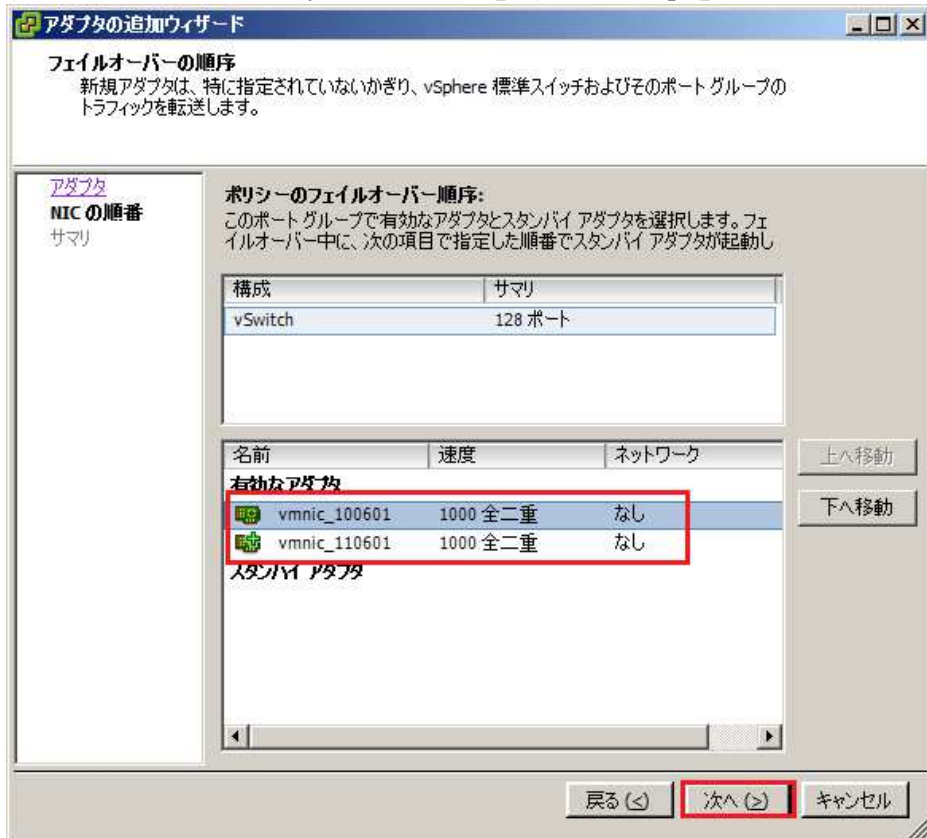 アダプタの追加ウィザード
フェイルオーバーの順序
新規アダプタは、特に指定されていないかぎり、vSphere 標準スイッチおよびそのポート グループの
トラフィックを転送します。
アダプタ
NIC の順番
サマリ
ポリシーのフェイルオーバー順序:
このポート グループで有効なアダプタとスタンバイ アダプタを選択します。フェ
イルオーバー中に、次の項目で指定した順番でスタンバイ アダプタが起動し
構成 サマリ
vSwitch 128 ポート
名前 速度 ネットワーク
有効なアダプタ
vmnic_100601 1000 全二重 なし
vmnic_110601 1000 全二重 なし
スタンバイ アダプタ
上へ移動
下へ移動
戻る (<) 次へ (>) キャンセル